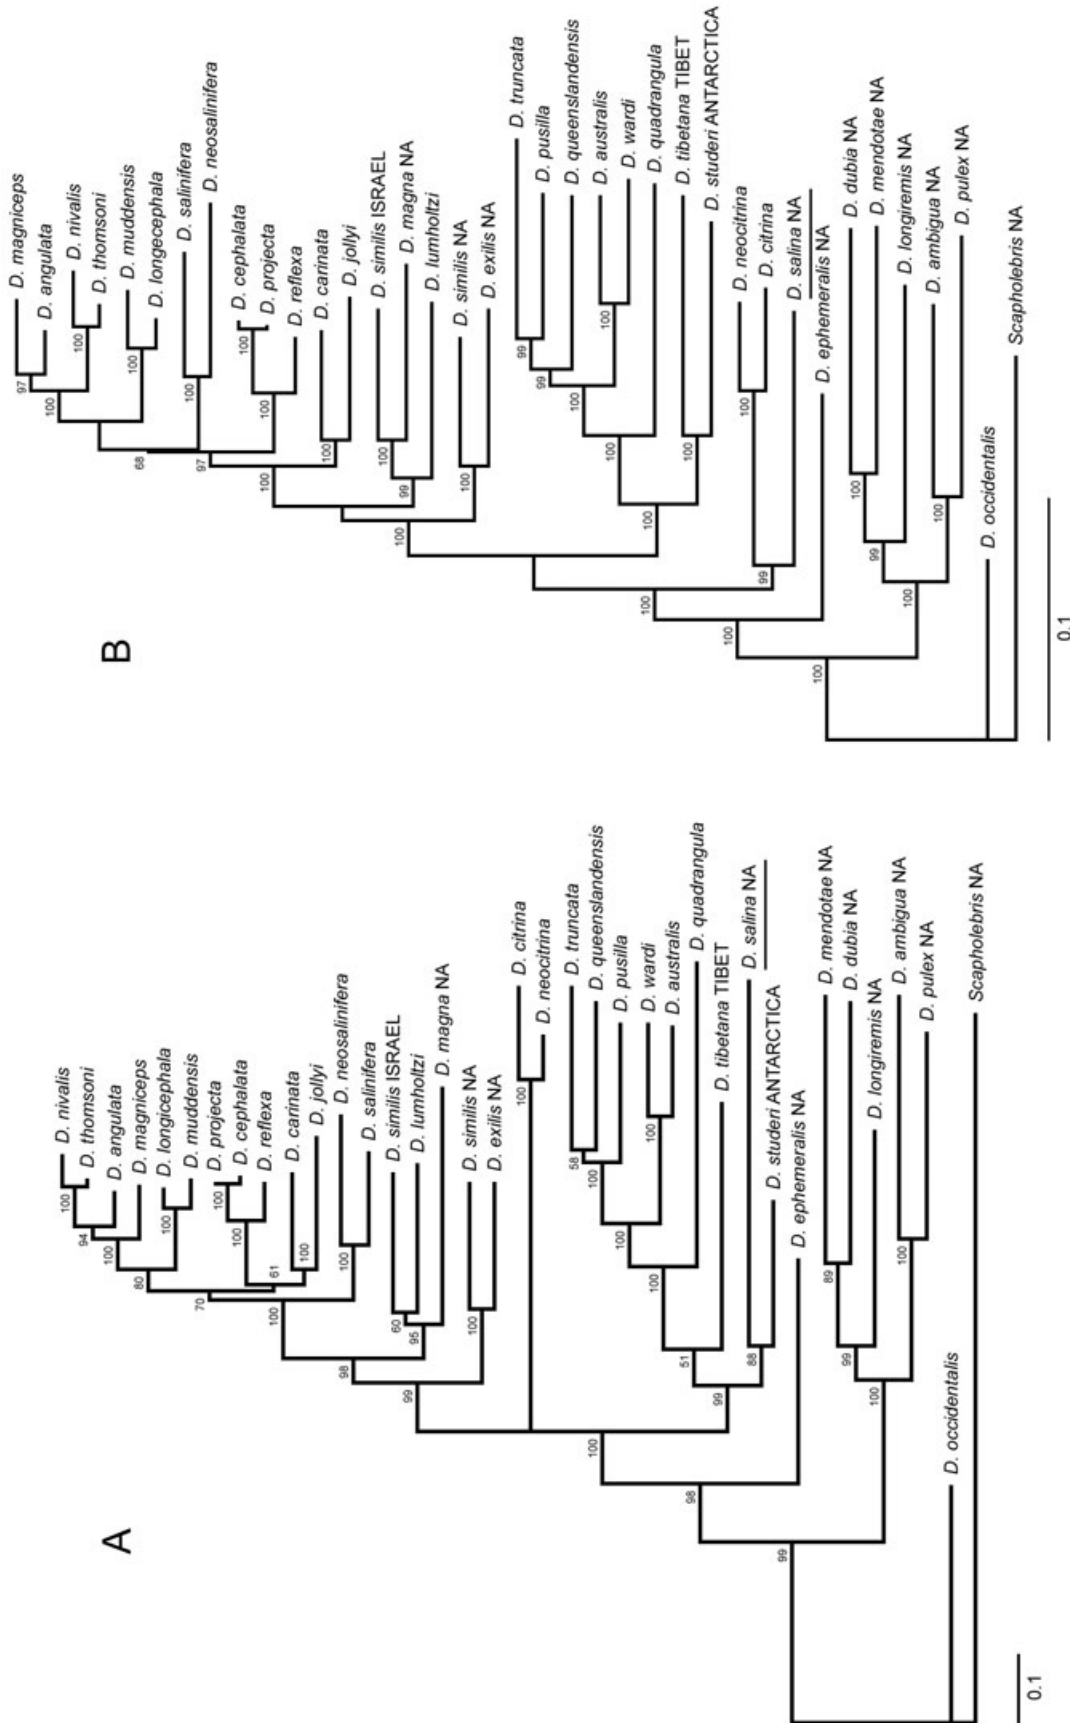 A
D. nivalis
100
D. thomsoni
94
D. angulata
100
D. magniceps
80
D. longicephala
100
D. muddensis
70
D. projecta
100
D. cephalata
100
D. reflexa
61
D. carinata
100
D. jollyi
100
D. neosalinifera
100
D. salinifera
98
D. similis ISRAEL
60
D. lumholtzi
95
D. magna NA
99
D. similis NA
100
D. exilis NA
100
D. citrina
100
D. neocitrina
D. truncata
58
D. queenslandensis
100
D. pusilla
100
D. wardi
100
D. australis
100
D. quadrangula
51
D. tibetana TIBET
99
D. salina NA
88
D. studeri ANTARCTICA
98
D. ephemeralis NA
99
D. mendotae NA
89
D. dubia NA
99
D. longiremis NA
100
D. ambigua NA
100
D. pulex NA
D. occidentalis
Scapholebris NA
0.1
B
D. magniceps
97
D. angulata
100
D. nivalis
100
D. thomsoni
D. muddensis
100
D. longecephala
68
D. salinifera
100
D. neosalinifera
97
D. cephalata
100
D. projecta
100
D. reflexa
100
D. carinata
100
D. jollyi
D. similis ISRAEL
100
D. magna NA
99
D. lumholtzi
100
D. similis NA
100
D. exilis NA
D. truncata
99
D. pusilla
99
D. queenslandensis
100
D. australis
100
D. wardi
100
D. quadrangula
100
D. tibetana TIBET
100
D. studeri ANTARCTICA
100
D. neocitrina
100
D. citrina
99
D. salina NA
100
D. ephemeralis NA
100
D. dubia NA
100
D. mendotae NA
99
D. longiremis NA
100
D. ambigua NA
100
D. pulex NA
D. occidentalis
Scapholebris NA
0.1